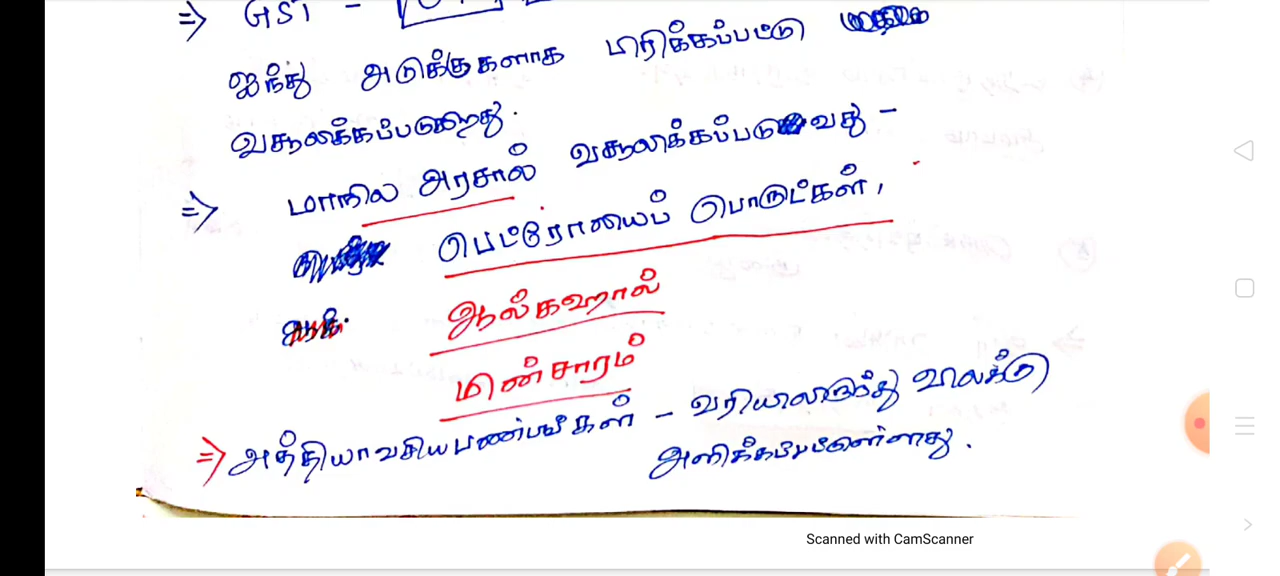 ⇒ GST -
ஐந்து அடுக்குகளாக பிரிக்கப்பட்டு
வசூலிக்கப்படுகிறது.
⇒ மாநில அரசால் வசூலிக்கப்படுவது -
பெட்ரோலியப் பொருட்கள்,
ஆல்கஹால்
மின்சாரம்
⇒ அத்தியாவசிய பண்டங்கள் - வரியிலிருந்து விலக்கு
அளிக்கப்பட்டுள்ளது.
Scanned with CamScanner